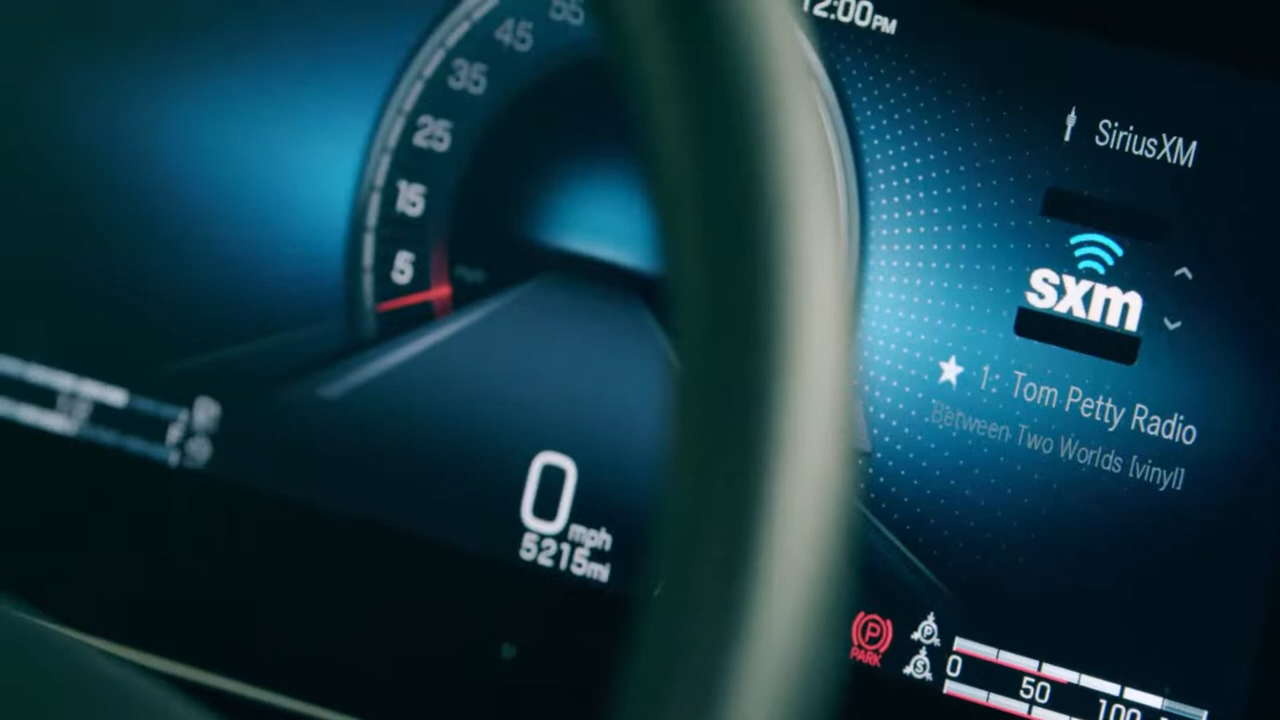 12:00PM
55
45
35
25
15
5
SiriusXM
sxm
1: Tom Petty Radio
Between Two Worlds [vinyl]
0 mph
5215mi
P
PARK
P
S
0
50
100